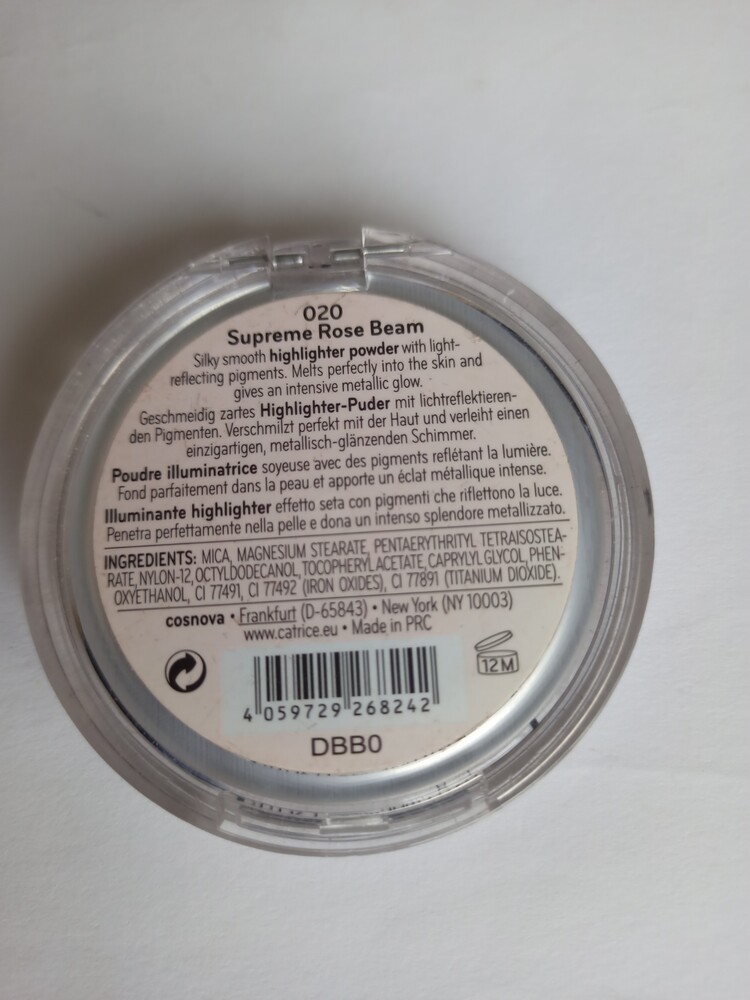 020
Supreme Rose Beam
Silky smooth highlighter powder with light-
reflecting pigments. Melts perfectly into the skin and
gives an intensive metallic glow.
Geschmeidig zartes Highlighter-Puder mit lichtreflektieren-
den Pigmenten. Verschmilzt perfekt mit der Haut und verleiht einen
einzigartigen, metallisch-glänzenden Schimmer.
Poudre illuminatrice soyeuse avec des pigments reflétant la lumière.
Fond parfaitement dans la peau et apporte un éclat métallique intense.
Illuminante highlighter effetto seta con pigmenti che riflettono la luce.
Penetra perfettamente nella pelle e dona un intenso splendore metallizzato.
INGREDIENTS: MICA, MAGNESIUM STEARATE, PENTAERYTHRITYL TETRAISOSTEA-
RATE, NYLON-12, OCTYLDODECANOL, TOCOPHERYL ACETATE, CAPRYLYL GLYCOL, PHEN-
OXYETHANOL, CI 77491, CI 77492 (IRON OXIDES), CI 77891 (TITANIUM DIOXIDE).
cosnova • Frankfurt (D-65843) • New York (NY 10003)
www.catrice.eu • Made in PRC
12M
4 059729 268242
DBB0